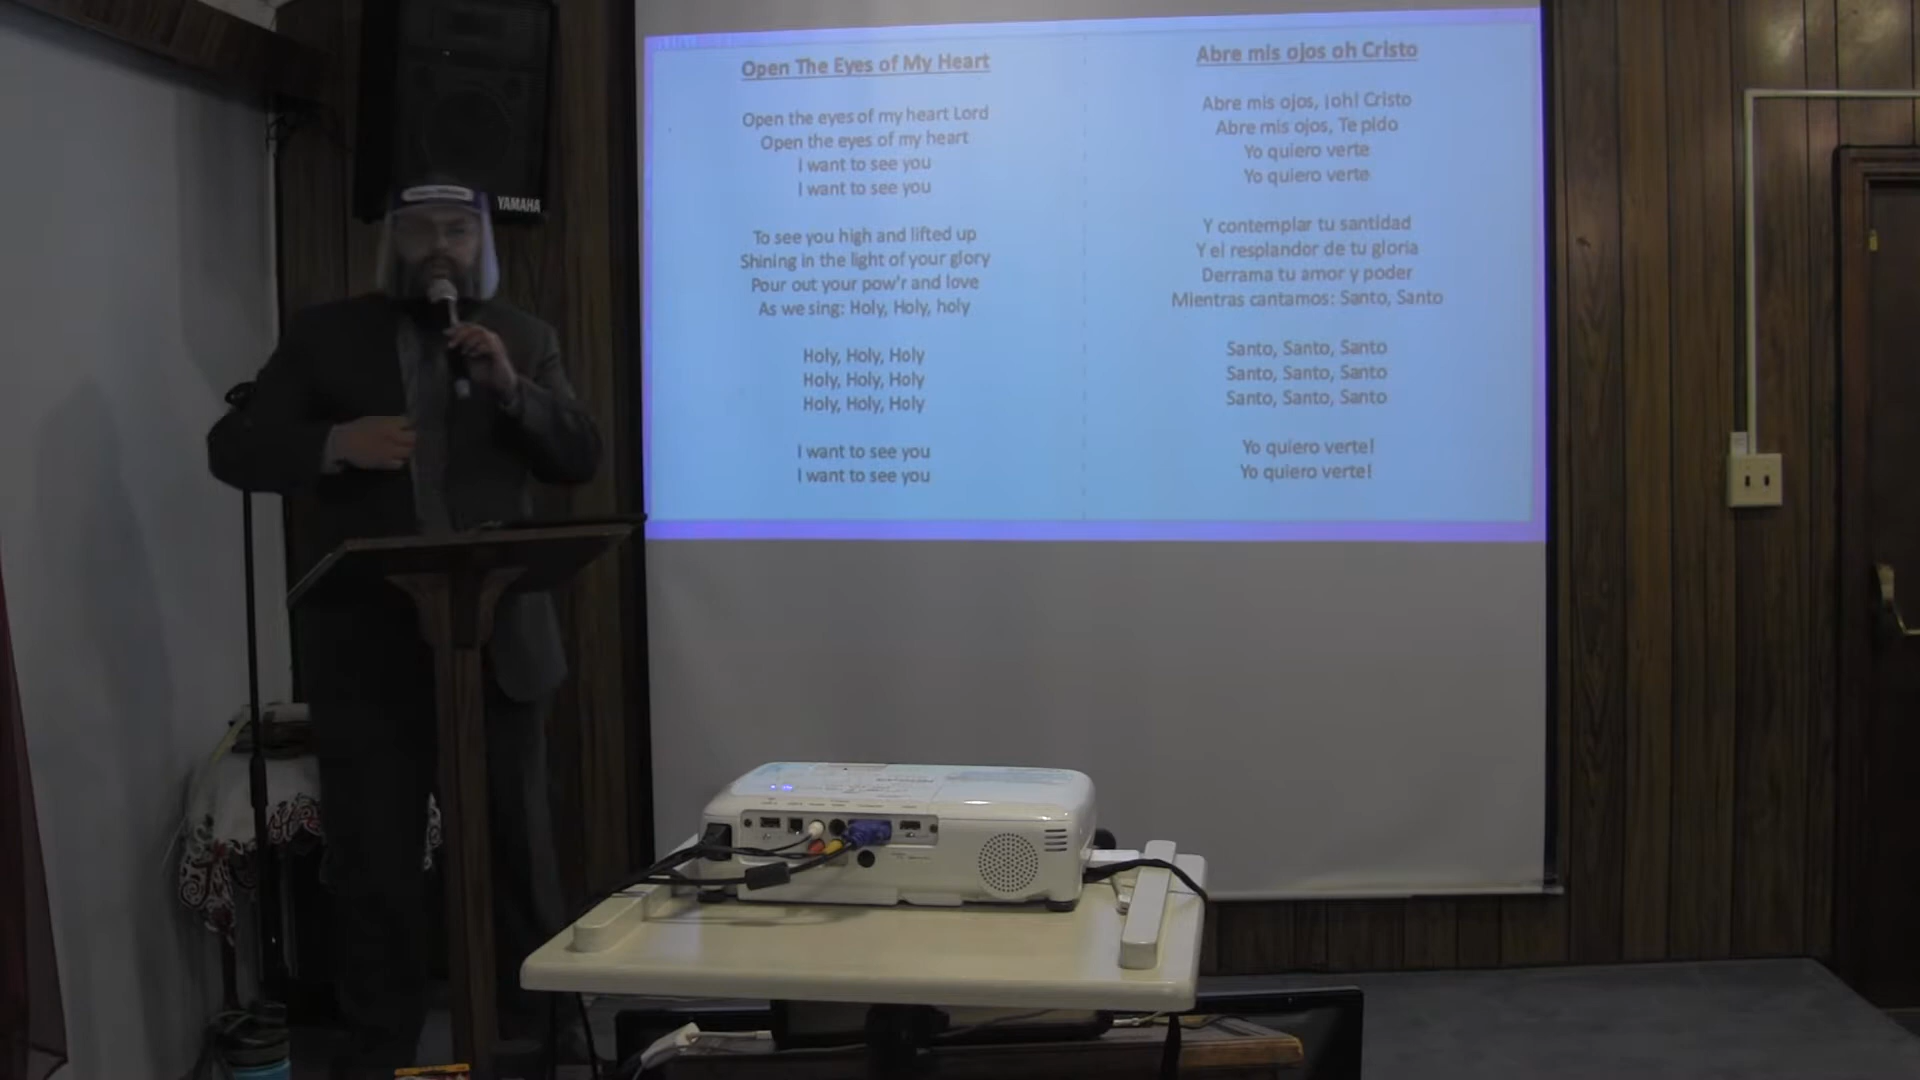 Open The Eyes of My Heart
Open the eyes of my heart Lord
Open the eyes of my heart
I want to see you
I want to see you
To see you high and lifted up
Shining in the light of your glory
Pour out your pow'r and love
As we sing: Holy, Holy, holy
Holy, Holy, Holy
Holy, Holy, Holy
Holy, Holy, Holy
I want to see you
I want to see you
Abre mis ojos oh Cristo
Abre mis ojos, ¡oh! Cristo
Abre mis ojos, Te pido
Yo quiero verte
Yo quiero verte
Y contemplar tu santidad
Y el resplandor de tu gloria
Derrama tu amor y poder
Mientras cantamos: Santo, Santo
Santo, Santo, Santo
Santo, Santo, Santo
Santo, Santo, Santo
Yo quiero verte!
Yo quiero verte!
YAMAHA